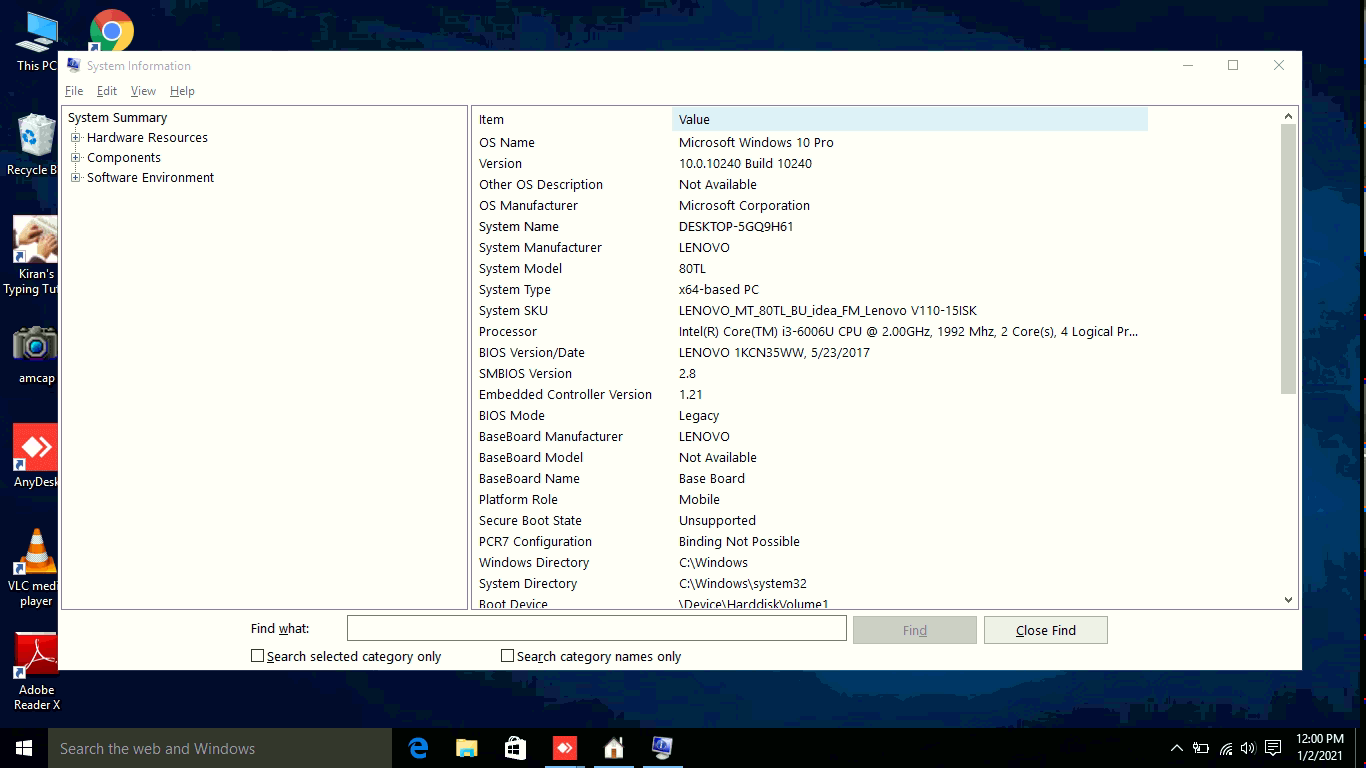 This PC
Recycle B
Kiran's
Typing Tut
amcap
AnyDesk
VLC medi
player
Adobe
Reader X
System Information
File Edit View Help
System Summary
Hardware Resources
Components
Software Environment
Item Value
OS Name Microsoft Windows 10 Pro
Version 10.0.10240 Build 10240
Other OS Description Not Available
OS Manufacturer Microsoft Corporation
System Name DESKTOP-5GQ9H61
System Manufacturer LENOVO
System Model 80TL
System Type x64-based PC
System SKU LENOVO_MT_80TL_BU_idea_FM_Lenovo V110-15ISK
Processor Intel(R) Core(TM) i3-6006U CPU @ 2.00GHz, 1992 Mhz, 2 Core(s), 4 Logical Pr...
BIOS Version/Date LENOVO 1KCN35WW, 5/23/2017
SMBIOS Version 2.8
Embedded Controller Version 1.21
BIOS Mode Legacy
BaseBoard Manufacturer LENOVO
BaseBoard Model Not Available
BaseBoard Name Base Board
Platform Role Mobile
Secure Boot State Unsupported
PCR7 Configuration Binding Not Possible
Windows Directory C:\Windows
System Directory C:\Windows\system32
Boot Device \Device\HarddiskVolume1
Find what: Find Close Find
Search selected category only Search category names only
Search the web and Windows
12:00 PM
1/2/2021